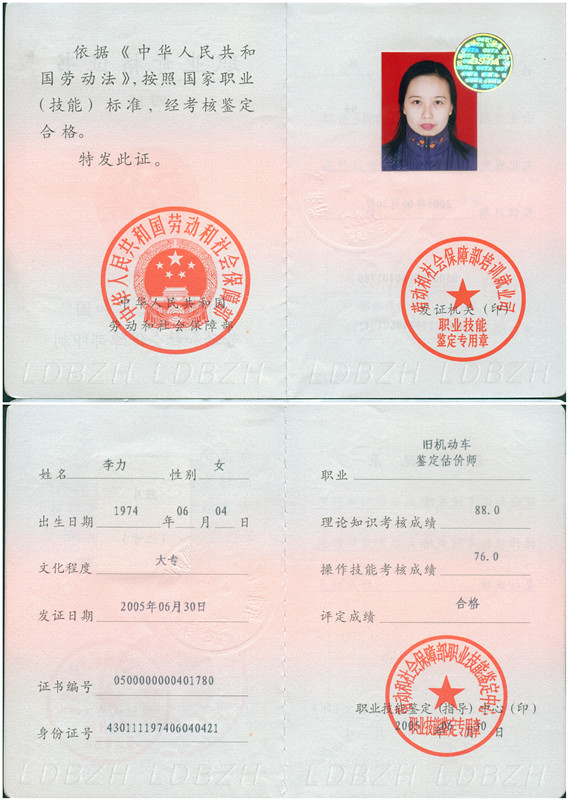 依据《中华人民共和
国劳动法》，按照国家职业
（技能）标准，经考核鉴定
合格。
特发此证。
中华人民共和国劳动和社会保障部
中华人民共和国
劳动和社会保障部
劳动和社会保障部培训就业司
发证机关（印）
职业技能
鉴定专用章
LDBZH LDBZH LDBZH LDBZH
姓名 李力 性别 女
出生日期 1974 年 06 月 04 日
文化程度 大专
发证日期 2005年06月30日
证书编号 0500000000401780
身份证号 430111197406040421
旧机动车
职业 鉴定估价师
理论知识考核成绩 88.0
操作技能考核成绩 76.0
评定成绩 合格
劳动和社会保障部职业技能鉴定中心
职业技能鉴定（指导）中心（印）
2005 年 06 月 30 日
职业技能鉴定专用章
LDBZH LDBZH LDBZH LDBZH